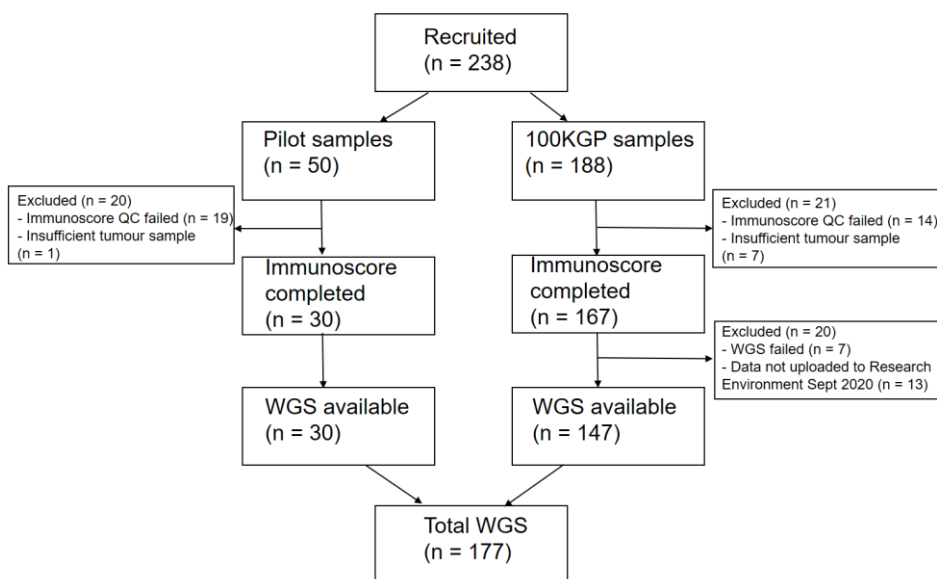 Recruited
(n = 238)
Pilot samples
(n = 50)
100KGP samples
(n = 188)
Excluded (n = 20)
- Immunoscore QC failed (n = 19)
- Insufficient tumour sample
(n = 1)
Excluded (n = 21)
- Immunoscore QC failed (n = 14)
- Insufficient tumour sample
(n = 7)
Immunoscore
completed
(n = 30)
Immunoscore
completed
(n = 167)
Excluded (n = 20)
- WGS failed (n = 7)
- Data not uploaded to Research
Environment Sept 2020 (n = 13)
WGS available
(n = 30)
WGS available
(n = 147)
Total WGS
(n = 177)